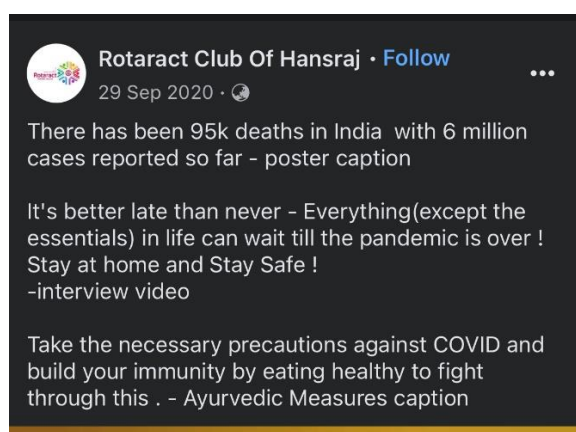 Rotaract
Rotaract Club Of Hansraj · Follow
29 Sep 2020 ·
There has been 95k deaths in India  with 6 million
cases reported so far - poster caption
It's better late than never - Everything(except the
essentials) in life can wait till the pandemic is over !
Stay at home and Stay Safe !
-interview video
Take the necessary precautions against COVID and
build your immunity by eating healthy to fight
through this . - Ayurvedic Measures caption